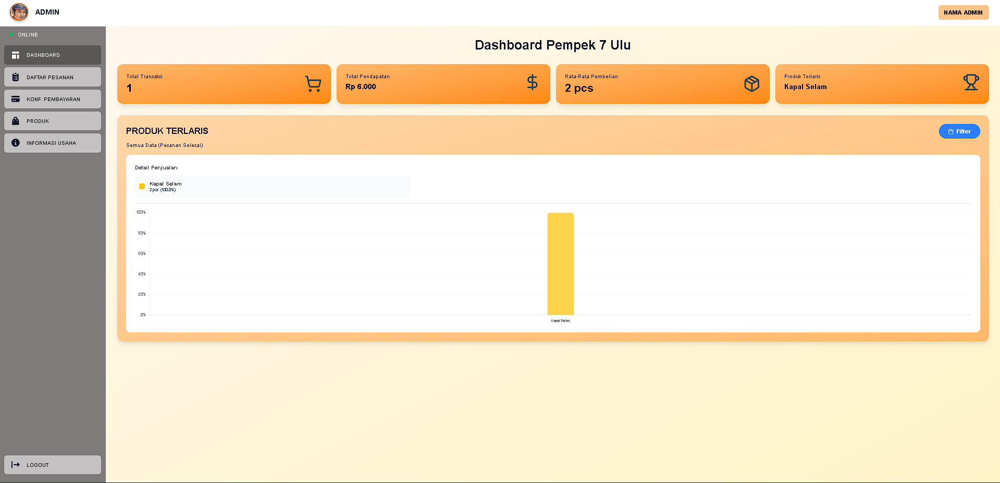 ADMIN
NAMA ADMIN
ONLINE
DASHBOARD
DAFTAR PESANAN
KONF. PEMBAYARAN
PRODUK
INFORMASI USAHA
LOGOUT
Dashboard Pempek 7 Ulu
Total Transaksi
1
Total Pendapatan
Rp 6.000
Rata-Rata Pembelian
2 pcs
Produk Terlaris
Kapal Selam
PRODUK TERLARIS
Filter
Semua Data (Pesanan Selesai)
Detail Penjualan:
Kapal Selam
2 pcs (100.0%)
100%
80%
60%
40%
20%
0%
Kapal Selam